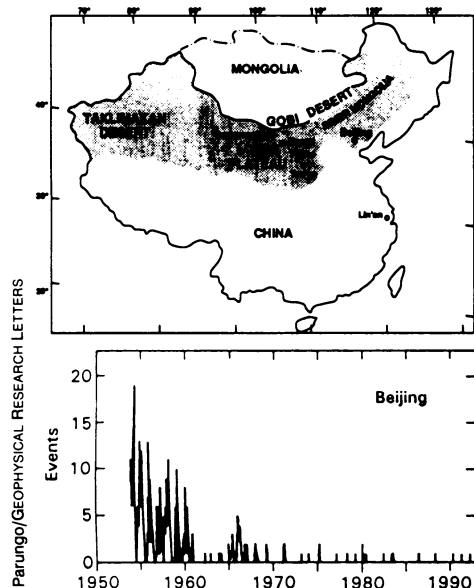 70° 80° 90° 100° 110° 120° 130°
MONGOLIA
40°
GOBI DESERT
TAKLIMAKAN
DESERT
Beijing
PLATEAU
30°
Lin'an
CHINA
20°
Parungo/GEOPHYSICAL RESEARCH LETTERS
Events
20
15
10
5
0
Beijing
1950 1960 1970 1980 1990